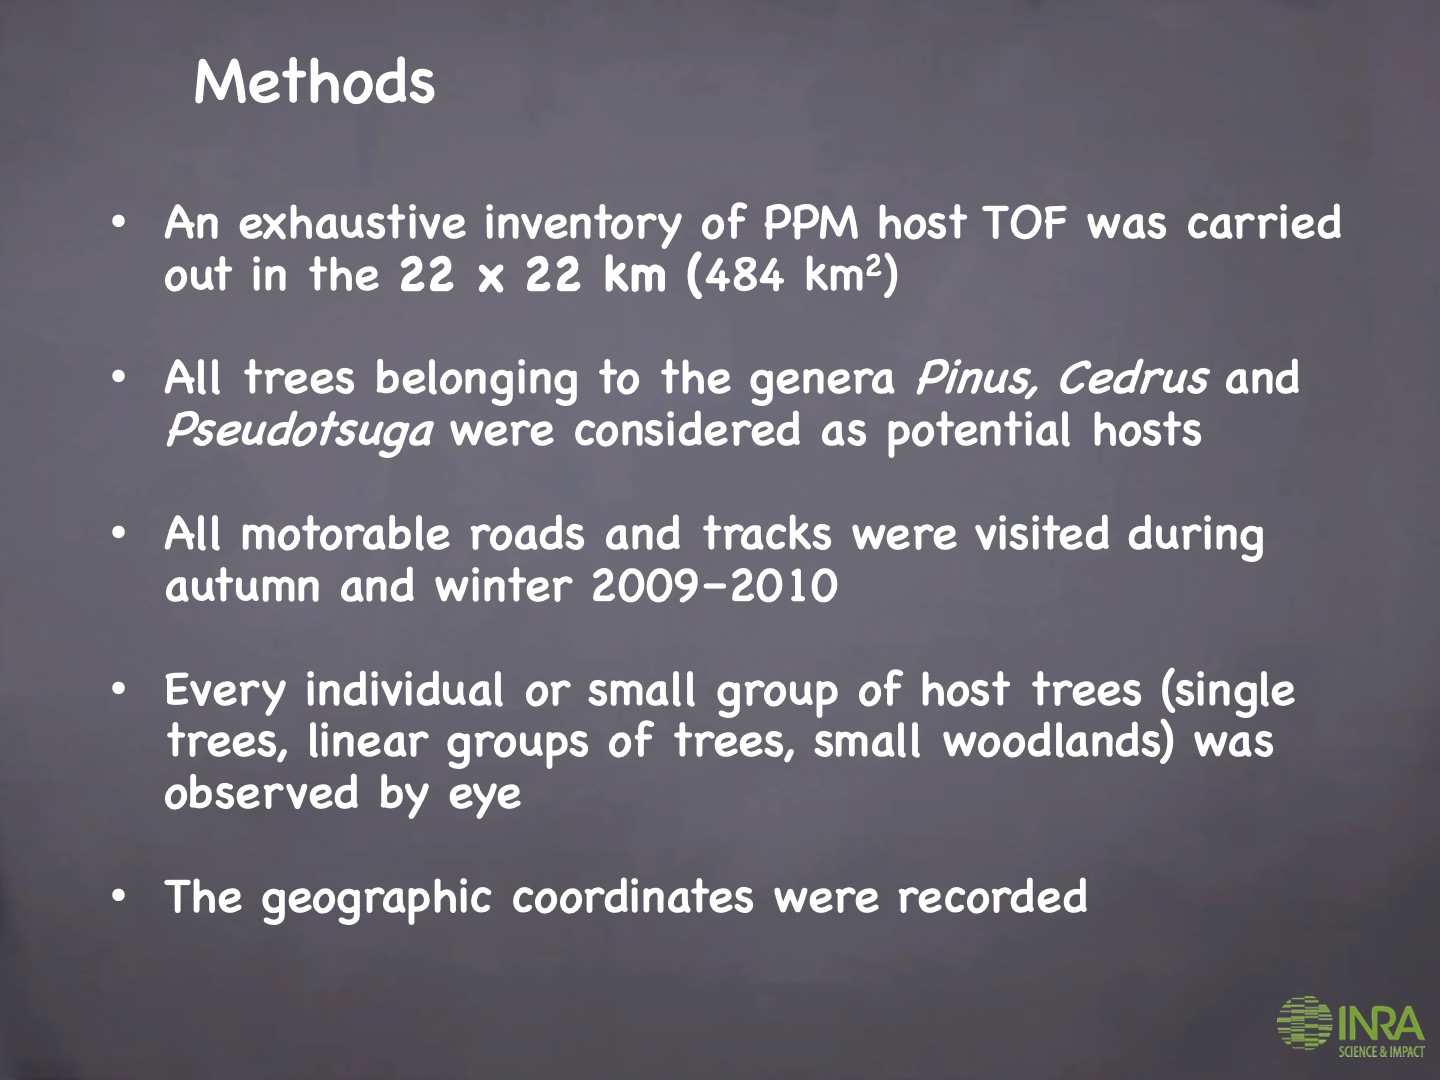 Methods
• An exhaustive inventory of PPM host TOF was carried
out in the 22 x 22 km (484 km²)
• All trees belonging to the genera Pinus, Cedrus and
Pseudotsuga were considered as potential hosts
• All motorable roads and tracks were visited during
autumn and winter 2009–2010
• Every individual or small group of host trees (single
trees, linear groups of trees, small woodlands) was
observed by eye
• The geographic coordinates were recorded
INRA
SCIENCE & IMPACT